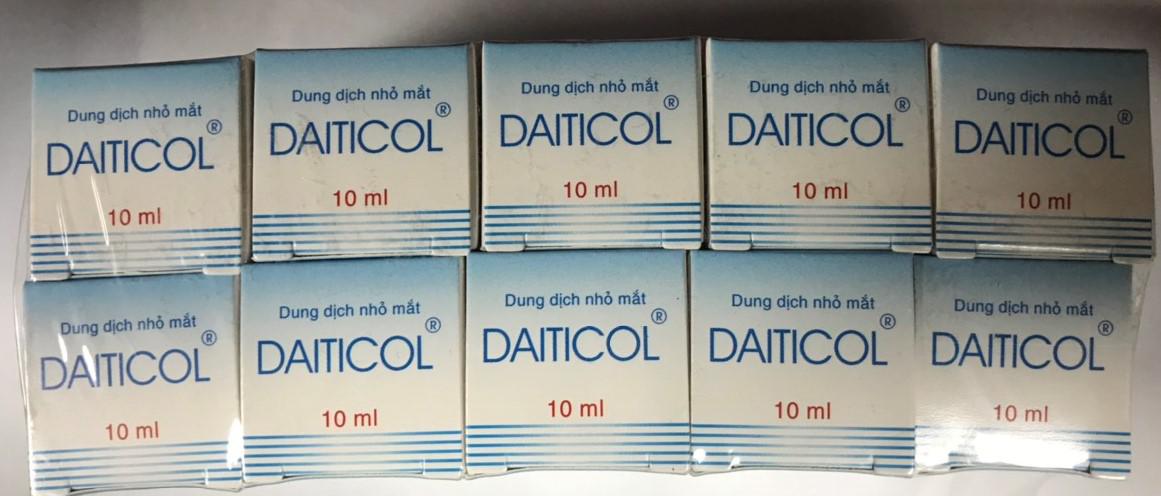 Dung dịch nhỏ mắt
DAITICOL®
10 ml
Dung dịch nhỏ mắt
DAITICOL®
10 ml
Dung dịch nhỏ mắt
DAITICOL®
10 ml
Dung dịch nhỏ mắt
DAITICOL®
10 ml
Dung dịch nhỏ mắt
DAITICOL®
10 ml
Dung dịch nhỏ mắt
DAITICOL®
10 ml
Dung dịch nhỏ mắt
DAITICOL®
10 ml
Dung dịch nhỏ mắt
DAITICOL®
10 ml
Dung dịch nhỏ mắt
DAITICOL®
10 ml
Dung dịch nhỏ mắt
DAITICOL®
10 ml